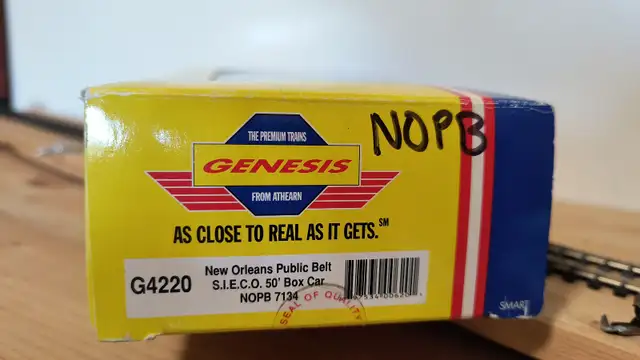 NOPB
THE PREMIUM TRAINS
GENESIS
FROM ATHEARN
AS CLOSE TO REAL AS IT GETS.℠
G4220
New Orleans Public Belt
S.I.E.C.O. 50' Box Car
NOPB 7134
SEAL OF QUALITY
SMART